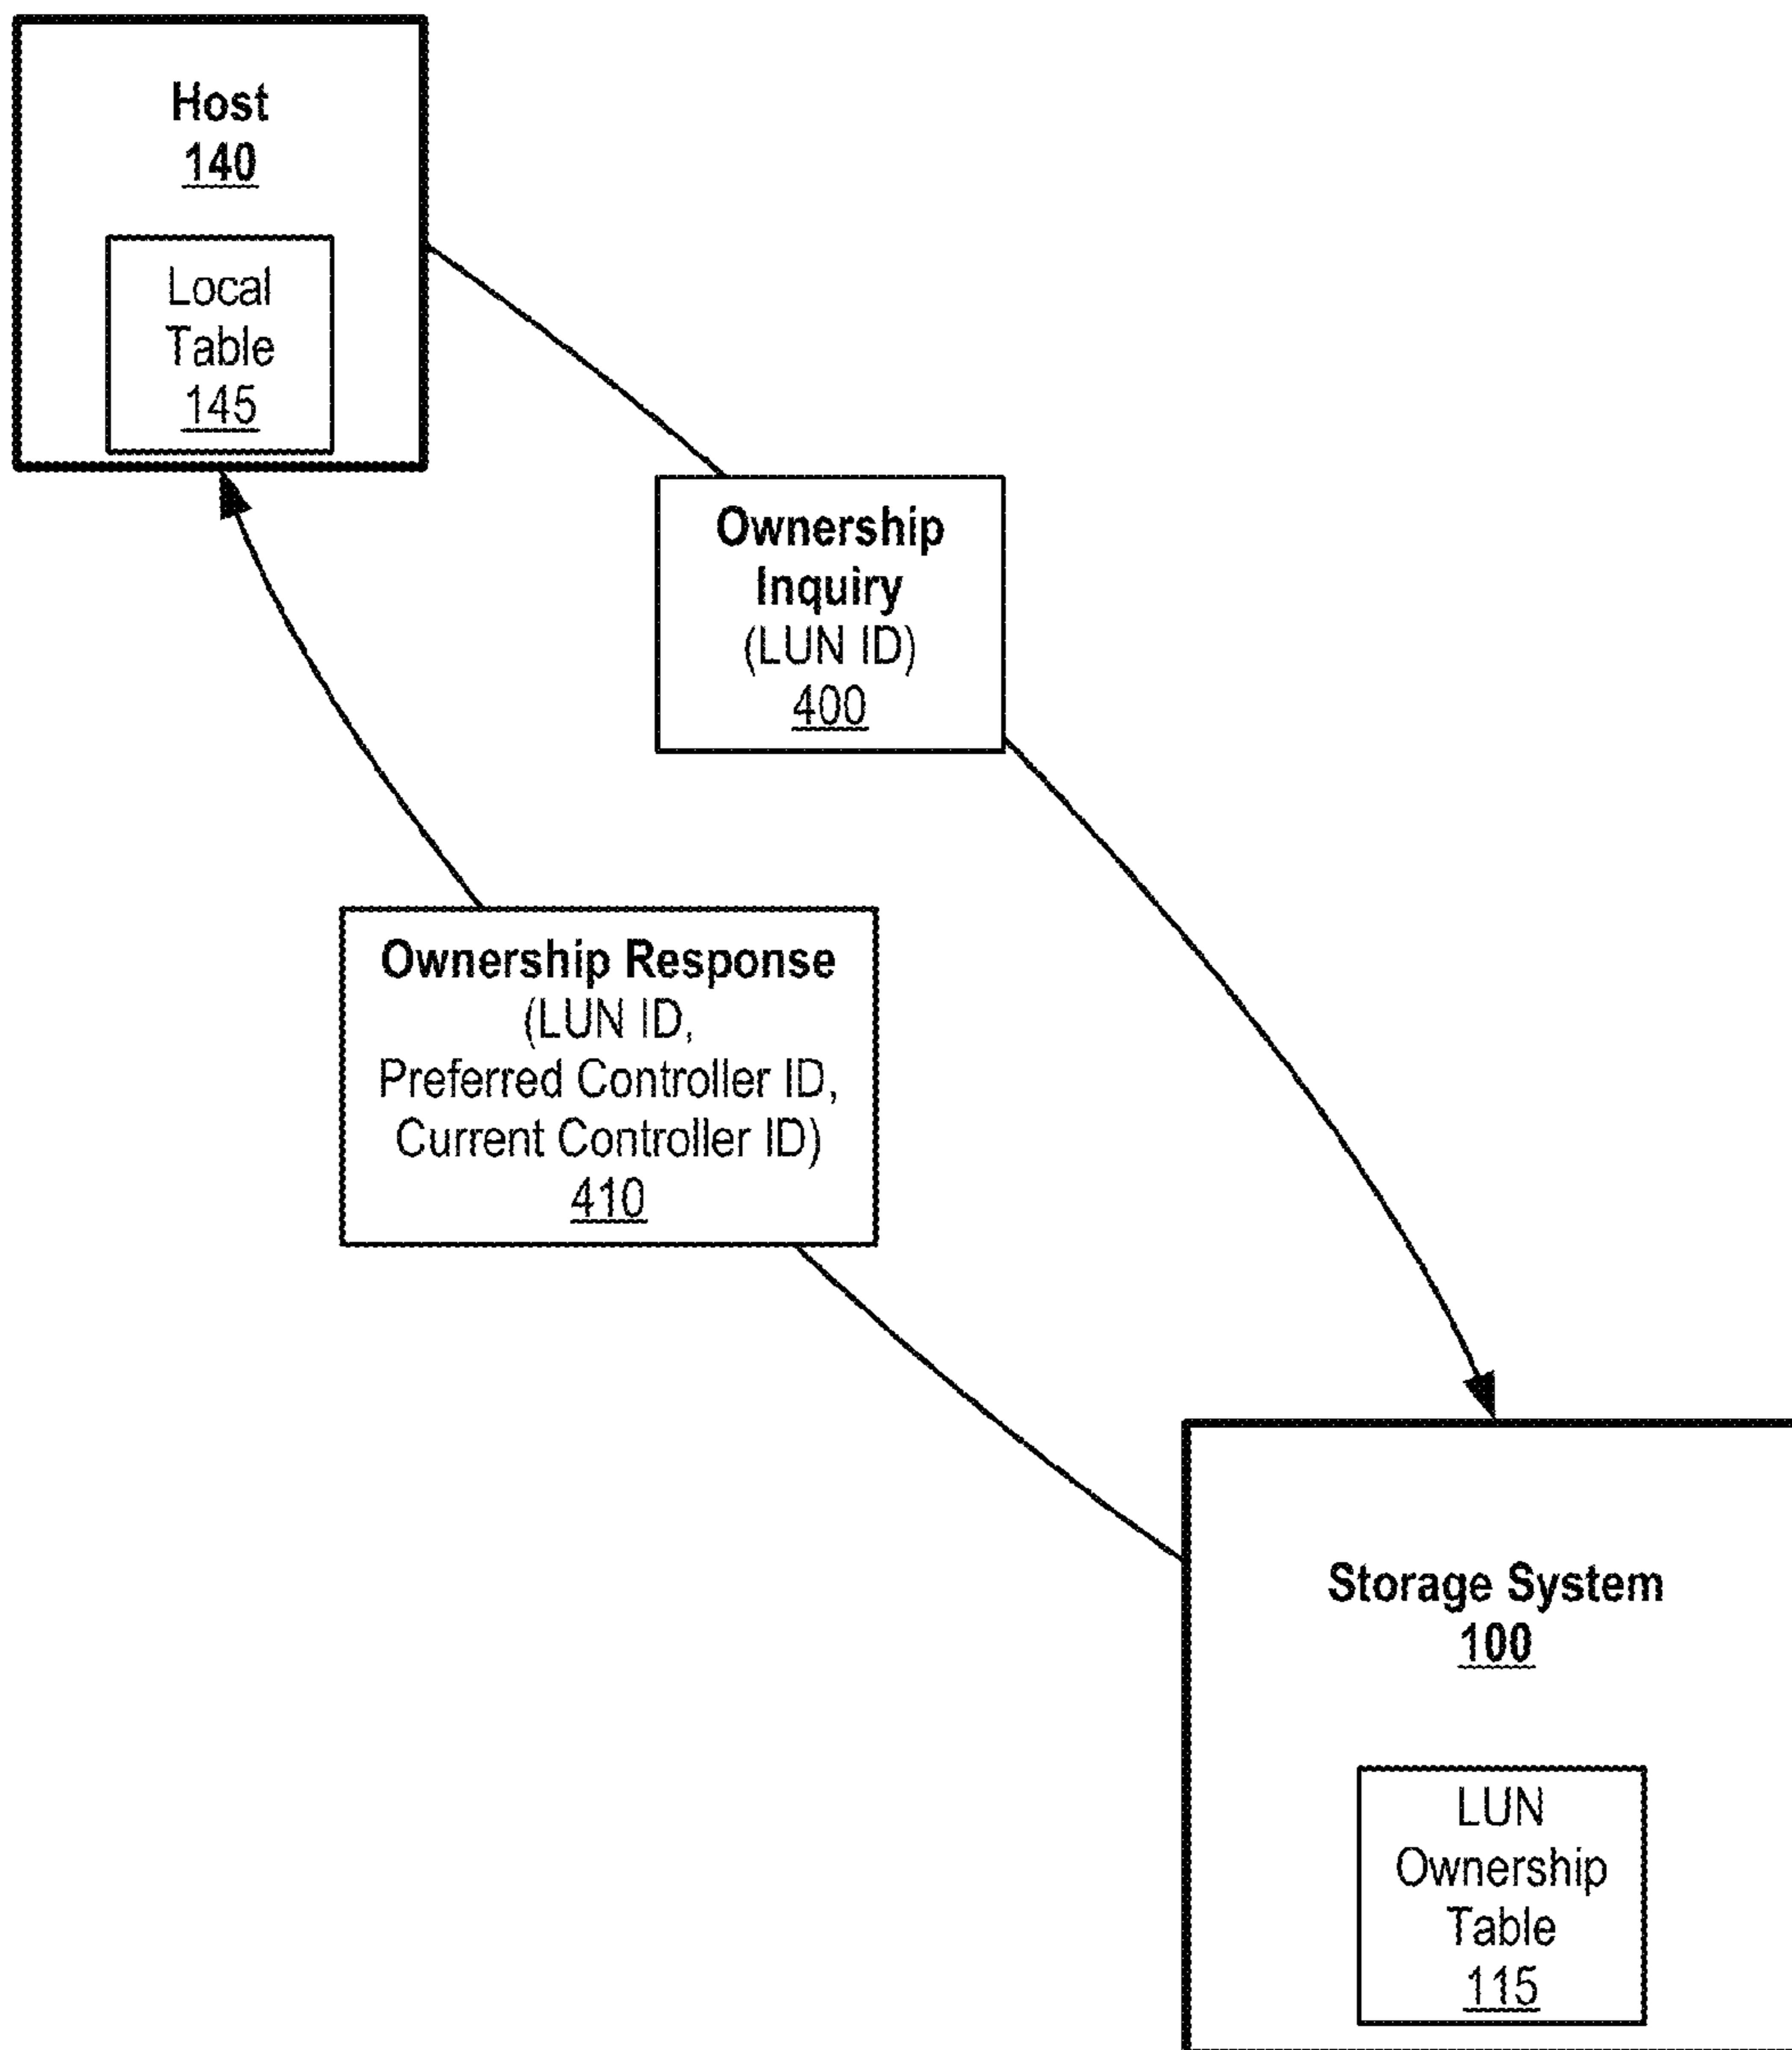 Host
140
Local
Table
145
Ownership
Inquiry
(LUN ID)
400
Ownership Response
(LUN ID,
Preferred Controller ID,
Current Controller ID)
410
Storage System
100
LUN
Ownership
Table
115